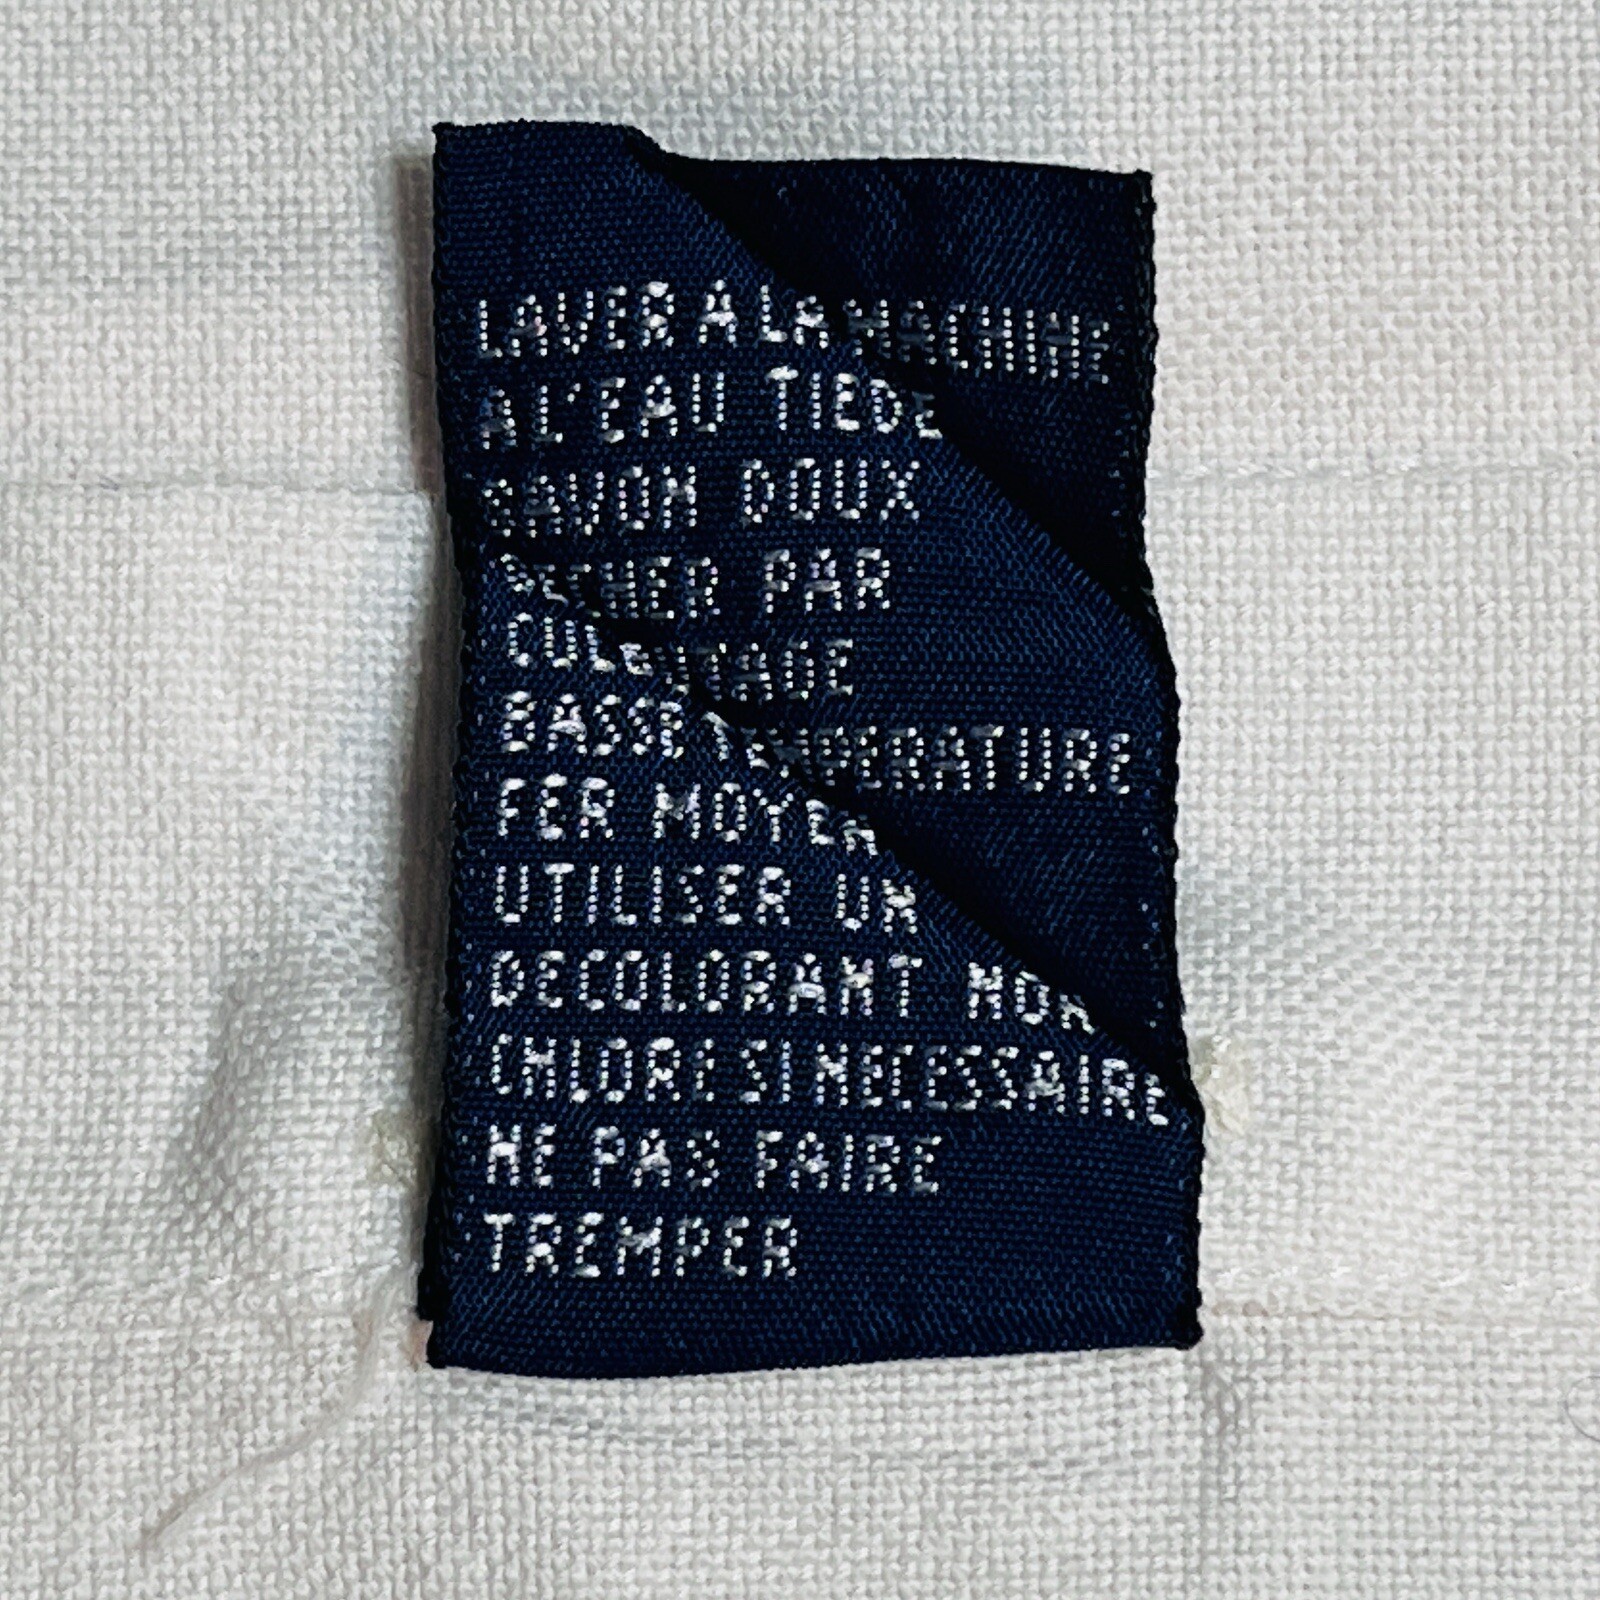 LAVER A LA MACHINE
A L'EAU TIEDE
SAVON DOUX
SECHER PAR
CULBUTAGE
BASSE TEMPERATURE
FER MOYEN
UTILISER UN
DECOLORANT NON
CHLORE SI NECESSAIRE
NE PAS FAIRE
TREMPER